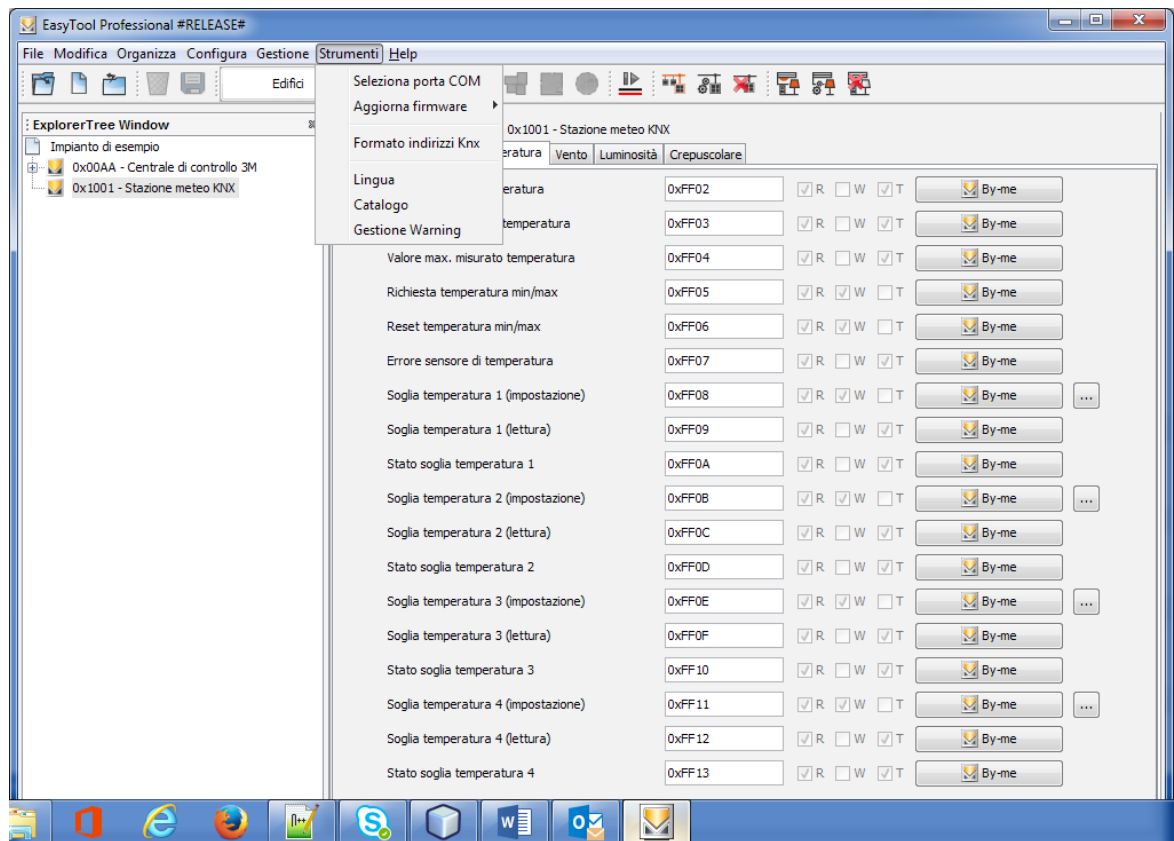 EasyTool Professional #RELEASE#
File Modifica Organizza Configura Gestione Strumenti Help
Edifici
Seleziona porta COM
Aggiorna firmware
Formato indirizzi Knx
Lingua
Catalogo
Gestione Warning
ExplorerTree Window
Impianto di esempio
0x00AA - Centrale di controllo 3M
0x1001 - Stazione meteo KNX
0x1001 - Stazione meteo KNX
eratura Vento Luminosità Crepuscolare
eratura 0xFF02 R W T By-me
temperatura 0xFF03 R W T By-me
Valore max. misurato temperatura 0xFF04 R W T By-me
Richiesta temperatura min/max 0xFF05 R W T By-me
Reset temperatura min/max 0xFF06 R W T By-me
Errore sensore di temperatura 0xFF07 R W T By-me
Soglia temperatura 1 (impostazione) 0xFF08 R W T By-me ...
Soglia temperatura 1 (lettura) 0xFF09 R W T By-me
Stato soglia temperatura 1 0xFF0A R W T By-me
Soglia temperatura 2 (impostazione) 0xFF0B R W T By-me ...
Soglia temperatura 2 (lettura) 0xFF0C R W T By-me
Stato soglia temperatura 2 0xFF0D R W T By-me
Soglia temperatura 3 (impostazione) 0xFF0E R W T By-me ...
Soglia temperatura 3 (lettura) 0xFF0F R W T By-me
Stato soglia temperatura 3 0xFF10 R W T By-me
Soglia temperatura 4 (impostazione) 0xFF11 R W T By-me ...
Soglia temperatura 4 (lettura) 0xFF12 R W T By-me
Stato soglia temperatura 4 0xFF13 R W T By-me